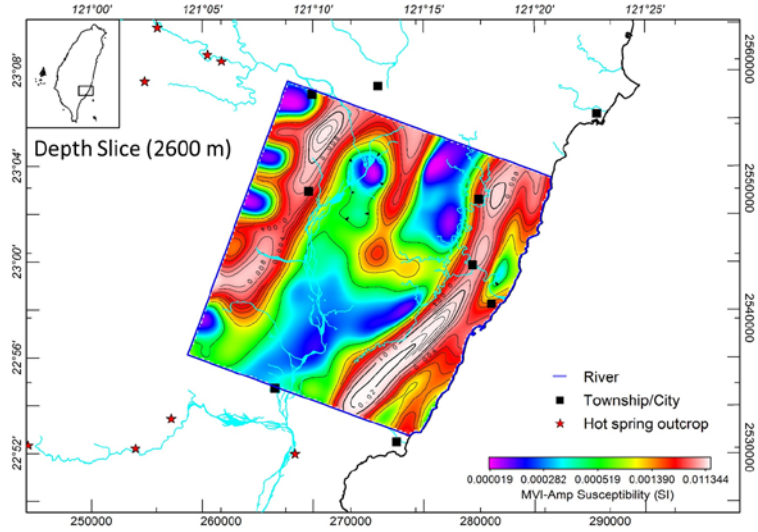 121°00' 121°05' 121°10' 121°15' 121°20'
23°08'
23°04'
23°00'
22°56'
22°52'
2560000
2550000
2540000
2530000
Depth Slice (2600 m)
River
Township/City
Hot spring outcrop
0.000019 0.000282 0.000519 0.001390 0.011344
MVI-Amp Susceptibility (SI)
250000 260000 270000 280000 290000